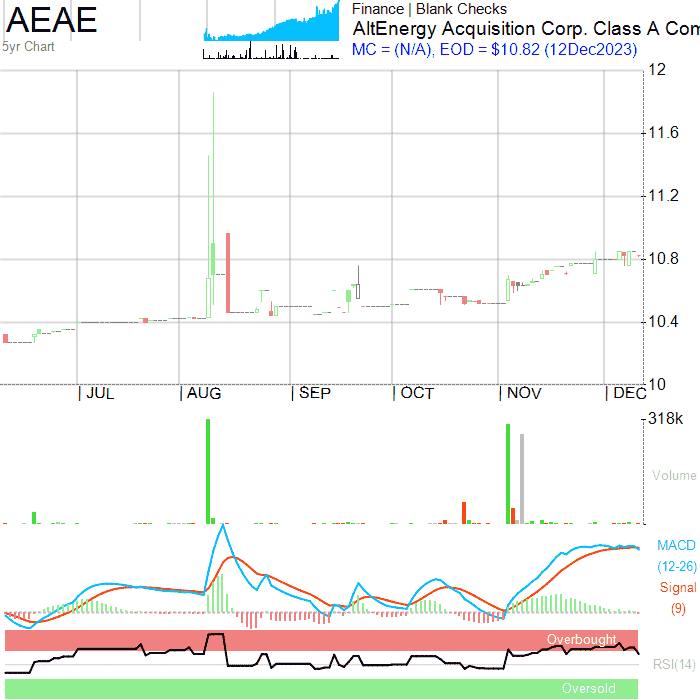 AEAE
5yr Chart
Finance | Blank Checks
AltEnergy Acquisition Corp. Class A Com
MC = (N/A), EOD = $10.82 (12Dec2023)
12
11.6
11.2
10.8
10.4
10
| JUL | AUG | SEP | OCT | NOV | DEC
318k
Volume
MACD
(12-26)
Signal
(9)
Overbought
RSI(14)
Oversold